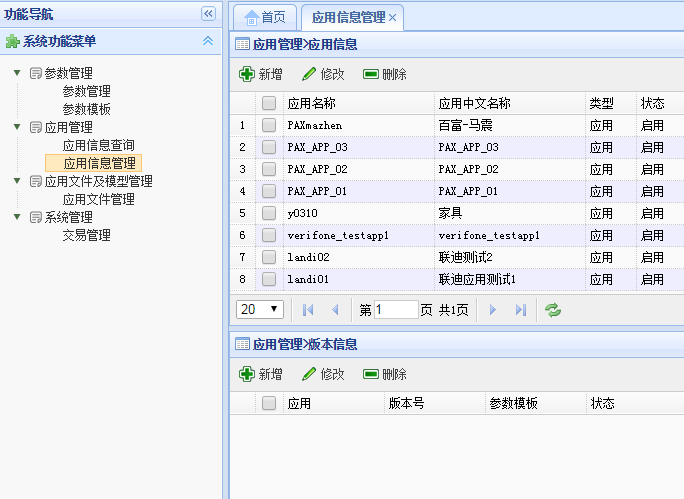 功能导航
系统功能菜单
参数管理
参数管理
参数模板
应用管理
应用信息查询
应用信息管理
应用文件及模型管理
应用文件管理
系统管理
交易管理
首页 应用信息管理
应用管理>应用信息
新增 修改 删除
应用名称 应用中文名称 类型 状态
1 PAXmazhen 百富-马震 应用 启用
2 PAX_APP_03 PAX_APP_03 应用 启用
3 PAX_APP_02 PAX_APP_02 应用 启用
4 PAX_APP_01 PAX_APP_01 应用 启用
5 y0310 家具 应用 启用
6 verifone_testapp1 verifone_testapp1 应用 启用
7 landi02 联迪测试2 应用 启用
8 landi01 联迪应用测试1 应用 启用
20 第 1 页 共1页
应用管理>版本信息
新增 修改 删除
应用 版本号 参数模板 状态